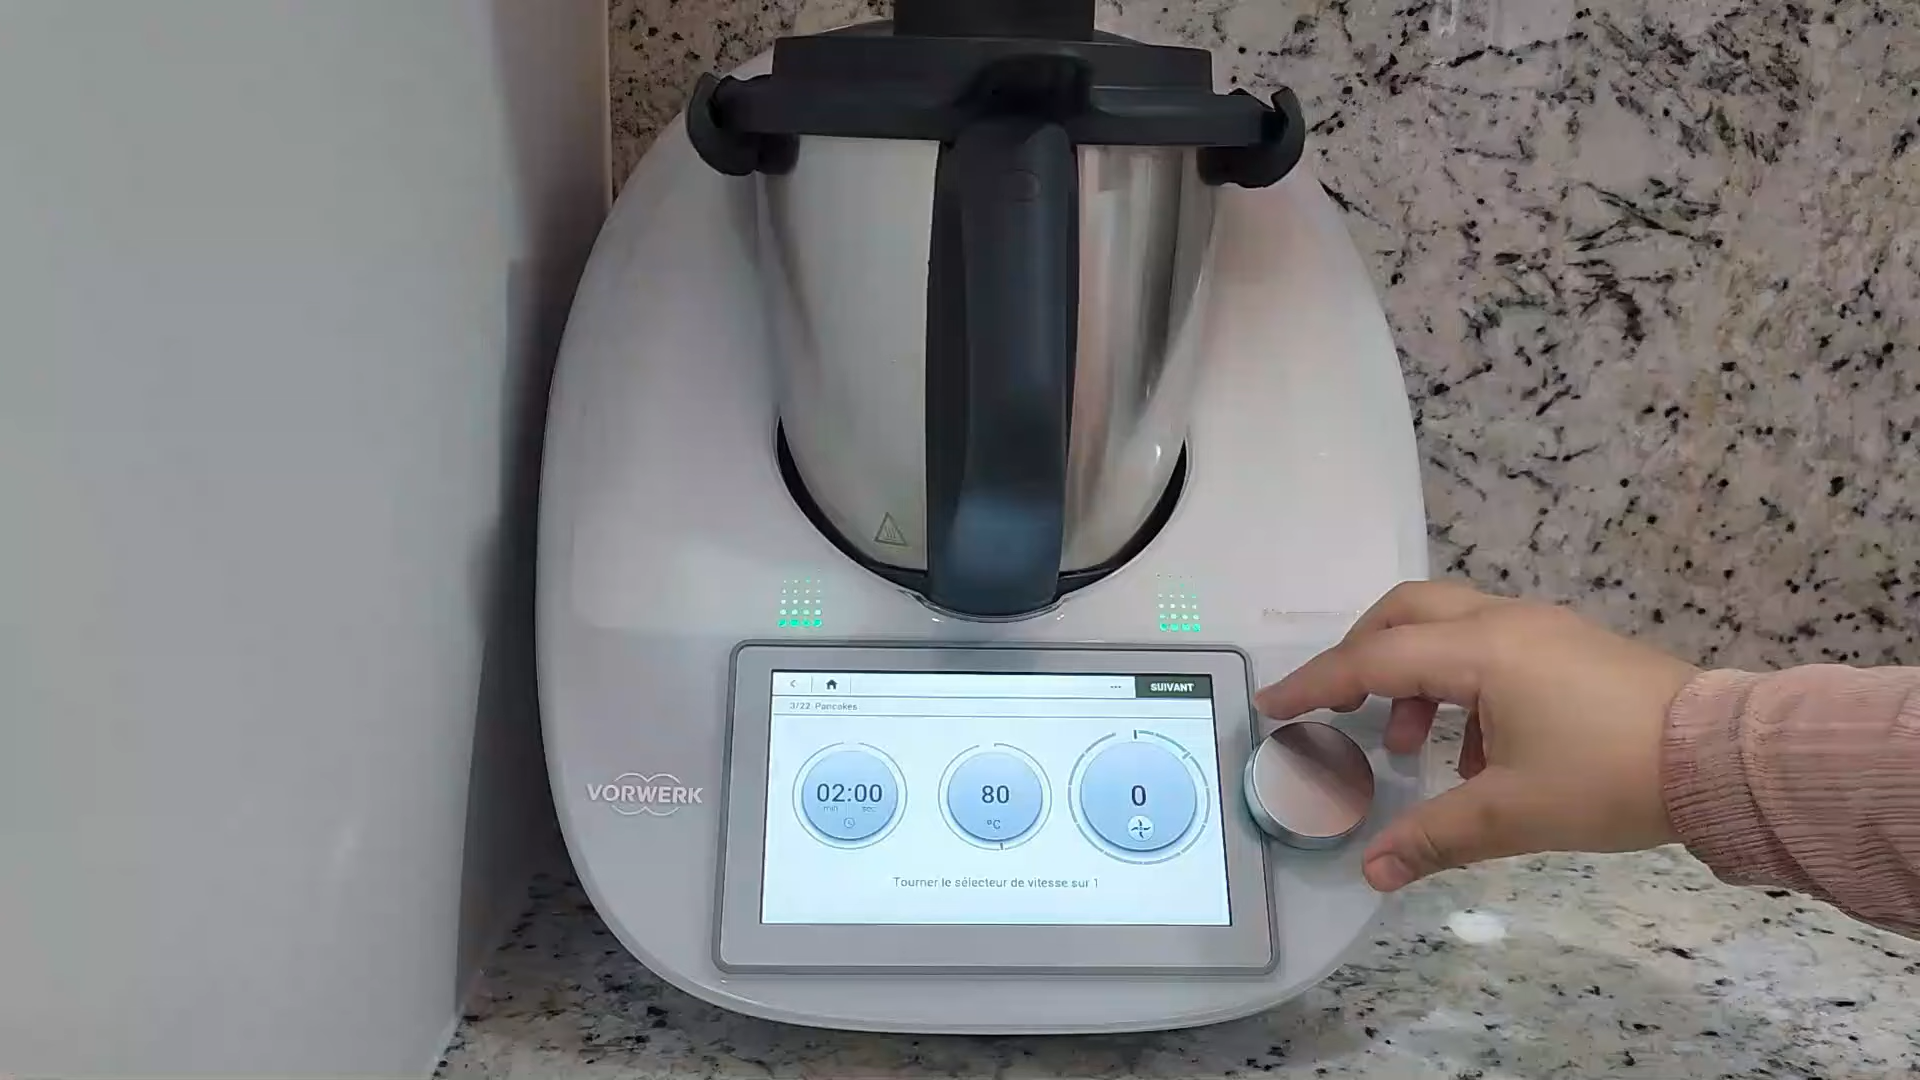 VORWERK
SUIVANT
3/22 Pancakes
02:00
min sec
80
°C
0
Tourner le sélecteur de vitesse sur 1